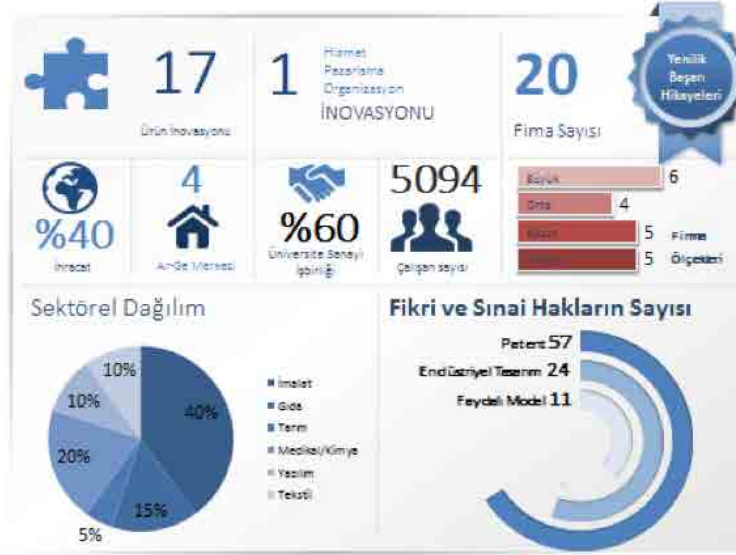 17
Ürün İnovasyonu
1
Hizmet
Pazarlama
Organizasyon
İNOVASYONU
20
Firma Sayısı
Yenilik
Başarı
Hikayeleri
%40
İhracat
4
Ar-Ge Merkezi
%60
Üniversite Sanayi
İşbirliği
5094
Çalışan sayısı
Büyük 6
Orta 4
5
5
Firma
Ölçekleri
Sektörel Dağılım
40%
15%
5%
20%
10%
10%
İmalat
Gıda
Tarım
Medikal/Kimya
Yazılım
Tekstil
Fikri ve Sınai Hakların Sayısı
Patent 57
Endüstriyel Tasarım 24
Faydalı Model 11